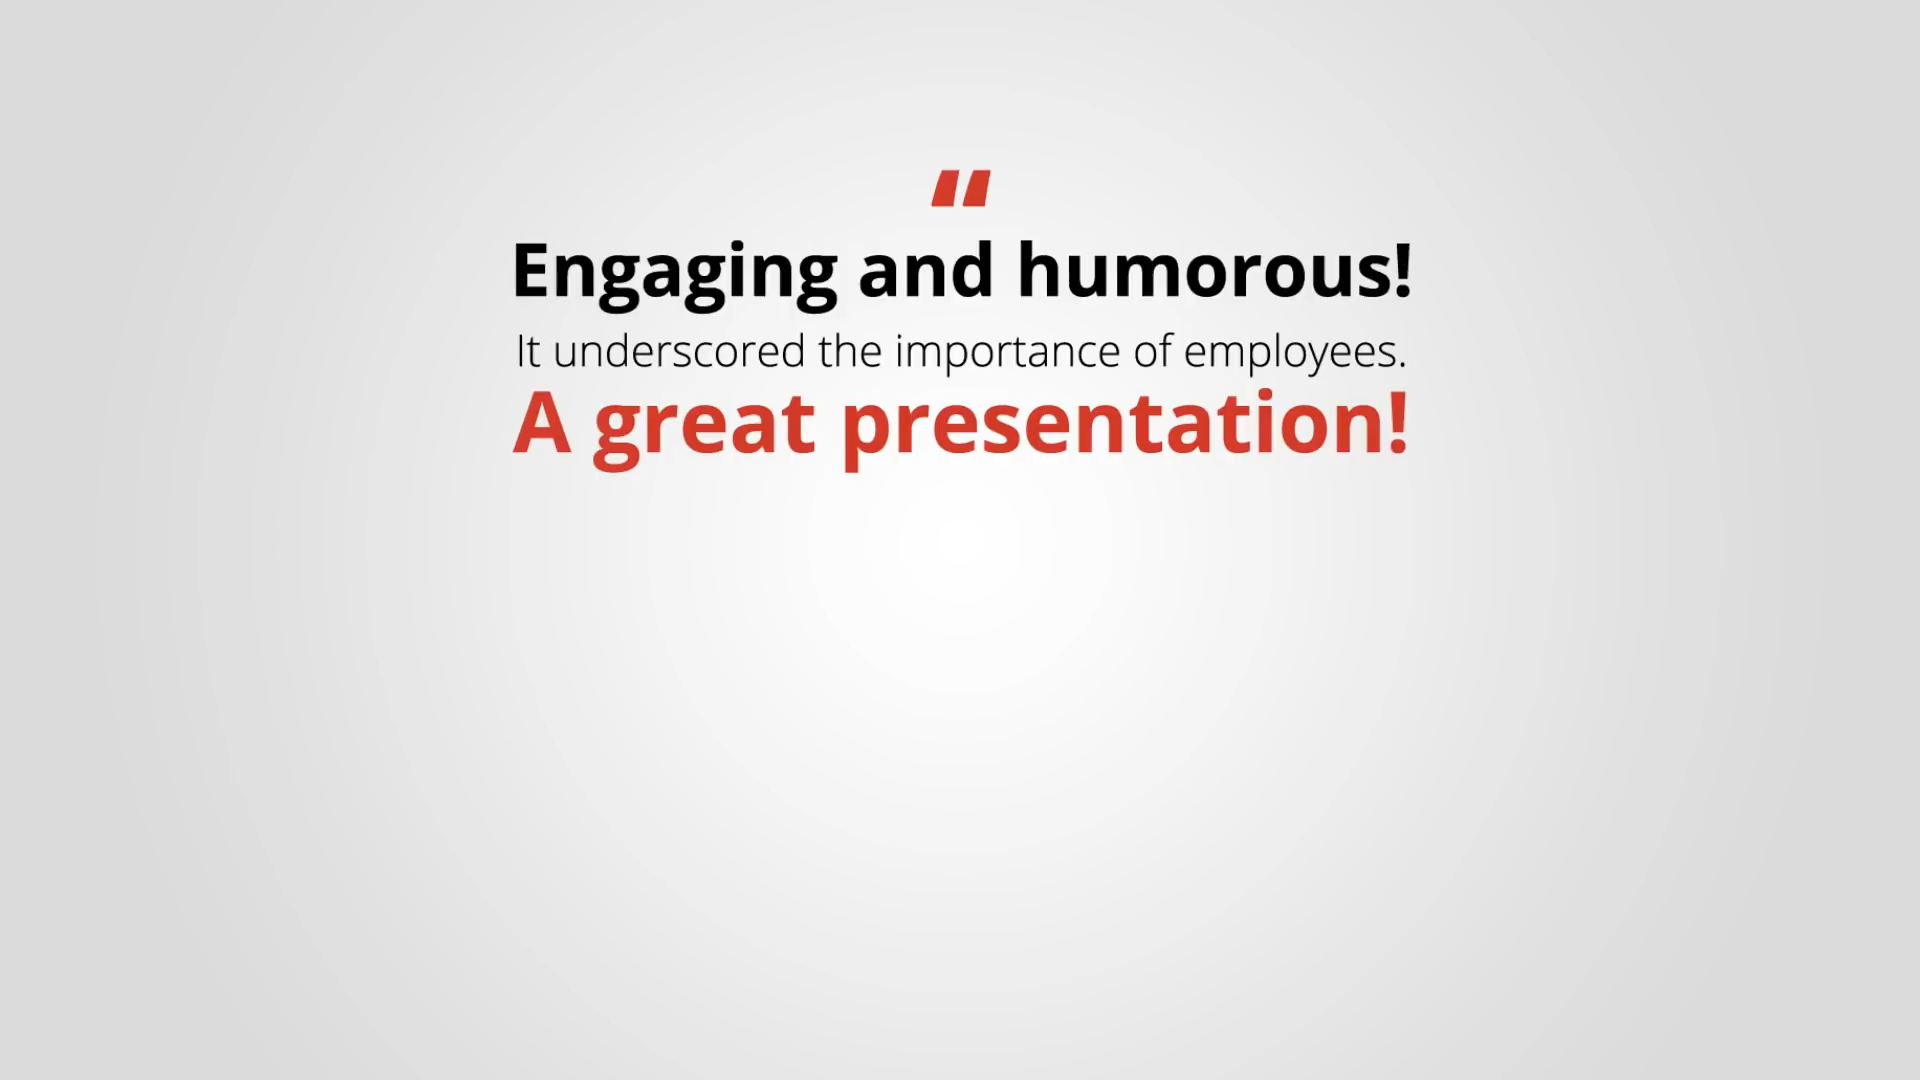 “
Engaging and humorous!
It underscored the importance of employees.
A great presentation!